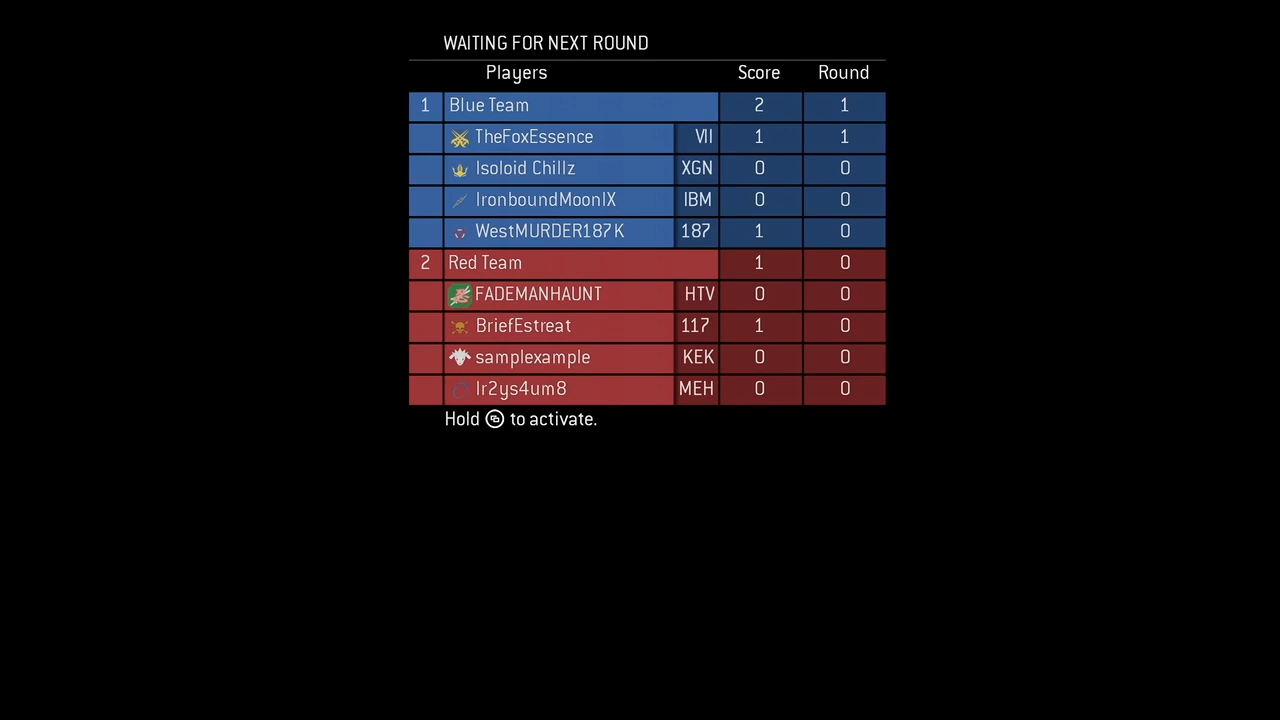 WAITING FOR NEXT ROUND
Players Score Round
1 Blue Team 2 1
TheFoxEssence VII 1 1
Isoloid Chillz XGN 0 0
IronboundMoonIX IBM 0 0
WestMURDER187K 187 1 0
2 Red Team 1 0
FADEMANHAUNT HTV 0 0
BriefEstreat 117 1 0
samplexample KEK 0 0
Ir2ys4um8 MEH 0 0
Hold to activate.